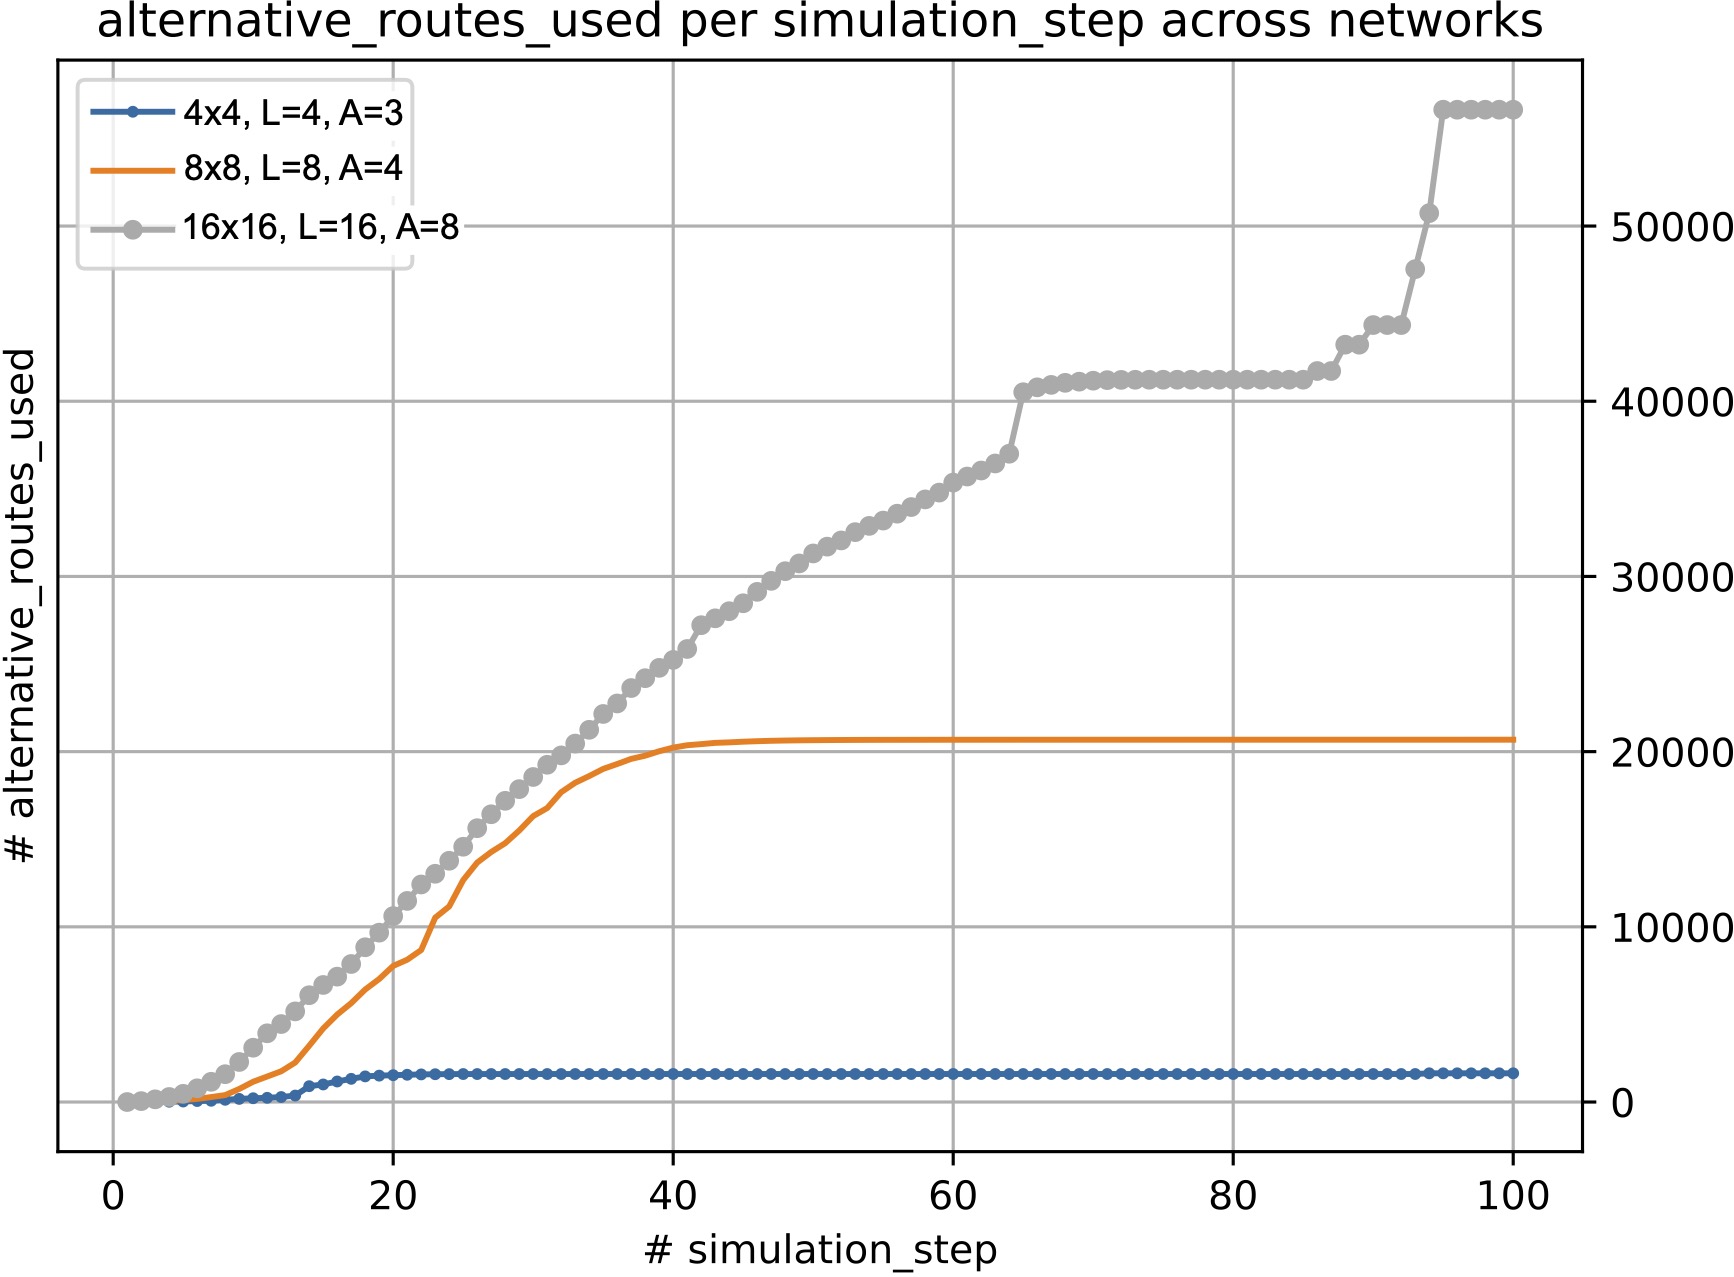 alternative_routes_used per simulation_step across networks
4x4, L=4, A=3
8x8, L=8, A=4
16x16, L=16, A=8
# alternative_routes_used
50000
40000
30000
20000
10000
0
0 20 40 60 80 100
# simulation_step